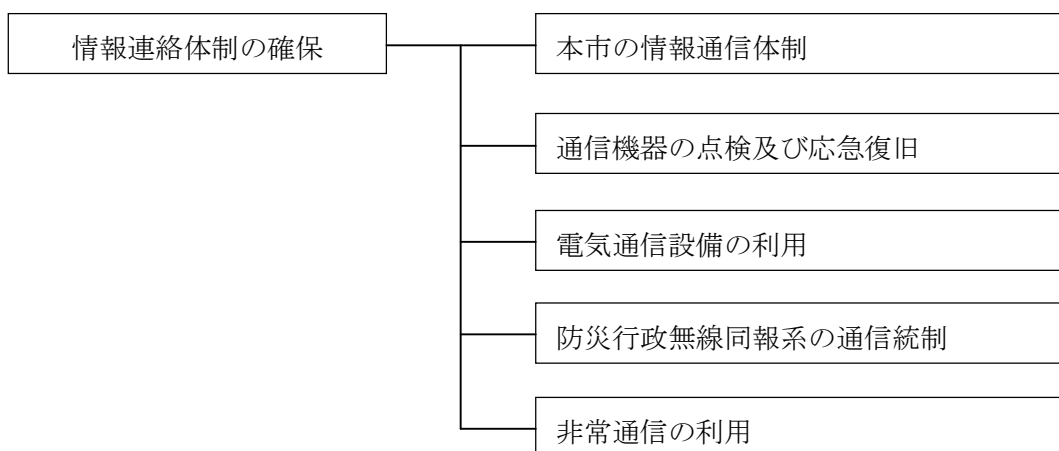 情報連絡体制の確保
本市の情報通信体制
通信機器の点検及び応急復旧
電気通信設備の利用
防災行政無線同報系の通信統制
非常通信の利用